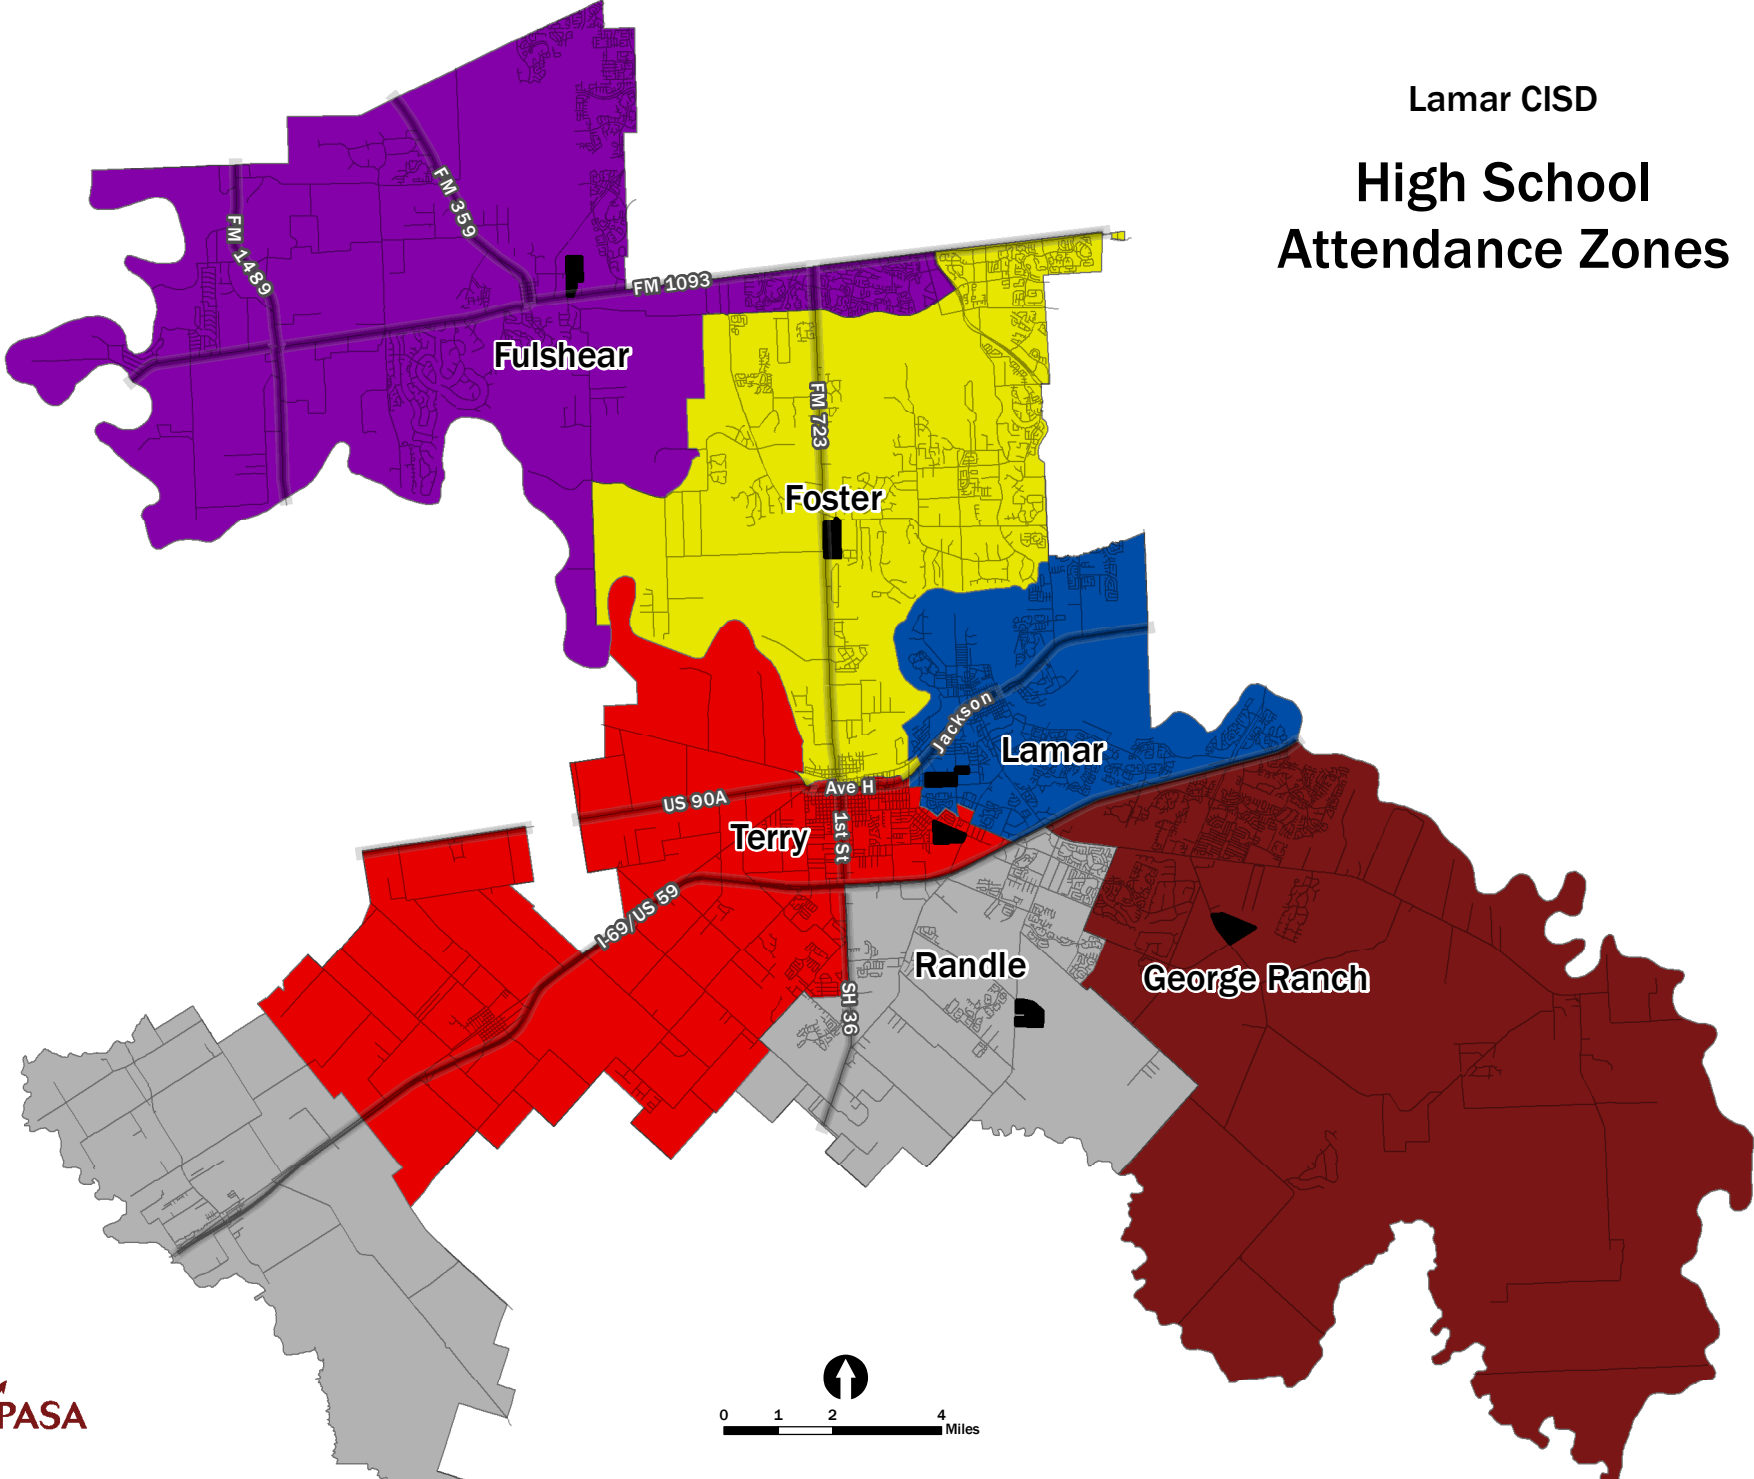 Lamar CISD
High School
Attendance Zones
FM 359
FM 1489
FM 1093
Fulshear
FM 723
Foster
Jackson
Lamar
US 90A
Ave H
Terry
1st St
I-69/US 59
Randle
George Ranch
SH 36
0 1 2 4
Miles
PASA